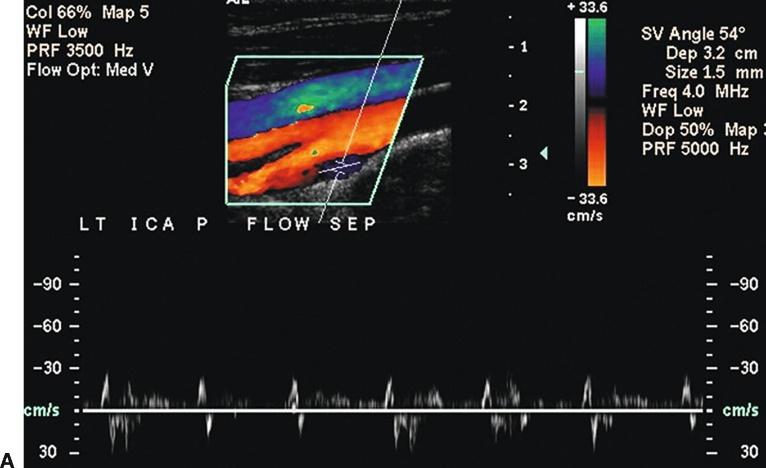 Col 66% Map 5
WF Low
PRF 3500 Hz
Flow Opt: Med V
- 1
- 2
- 3
+ 33.6
- 33.6
cm/s
SV Angle 54°
Dep 3.2 cm
Size 1.5 mm
Freq 4.0 MHz
WF Low
Dop 50% Map
PRF 5000 Hz
LT ICA P FLOW SEP
-90 -90
-60 -60
-30 -30
cm/s cm/s
30 30
A